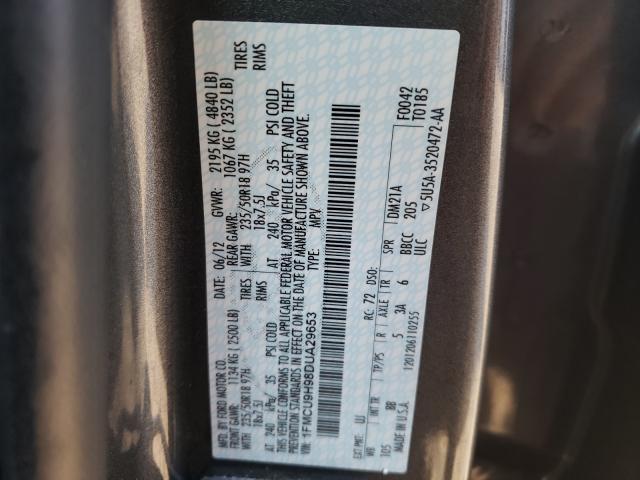 MFD. BY FORD MOTOR CO. DATE: 06/12 GVWR: 2195 KG ( 4840 LB)
FRONT GAWR: 1134 KG ( 2500 LB) REAR GAWR: 1067 KG ( 2352 LB)
WITH 235/50R18 97H TIRES WITH 235/50R18 97H TIRES
18x7.5J RIMS 18x7.5J RIMS
AT 240 kPa/ 35 PSI COLD AT 240 kPa/ 35 PSI COLD
THIS VEHICLE CONFORMS TO ALL APPLICABLE FEDERAL MOTOR VEHICLE SAFETY AND THEFT
PREVENTION STANDARDS IN EFFECT ON THE DATE OF MANUFACTURE SHOWN ABOVE.
VIN: 1FMCU9H98DUA29653 TYPE: MPV
F0042
T0185
EXT PNT: UJ RC: 72 DSO:
WB INT TR TP/PS R AXLE TR SPR DM21A
105 BB 5 3A 6 BBCC 205
MADE IN U.S.A. ULC
1201206110255 ▽5U5A-3520472-AA